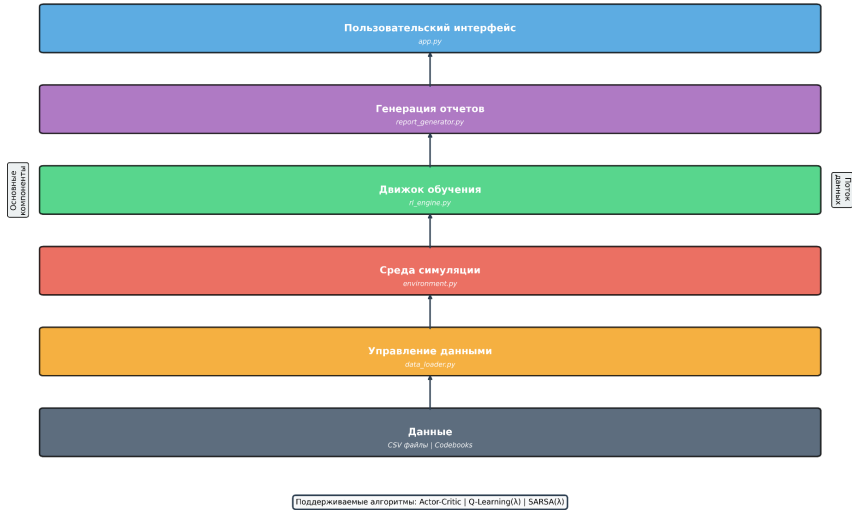 Пользовательский интерфейс
app.py
Генерация отчетов
report_generator.py
Основные
компоненты
Поток
данных
Движок обучения
rl_engine.py
Среда симуляции
environment.py
Управление данными
data_loader.py
Данные
CSV файлы | Codebooks
Поддерживаемые алгоритмы: Actor-Critic | Q-Learning(λ) | SARSA(λ)